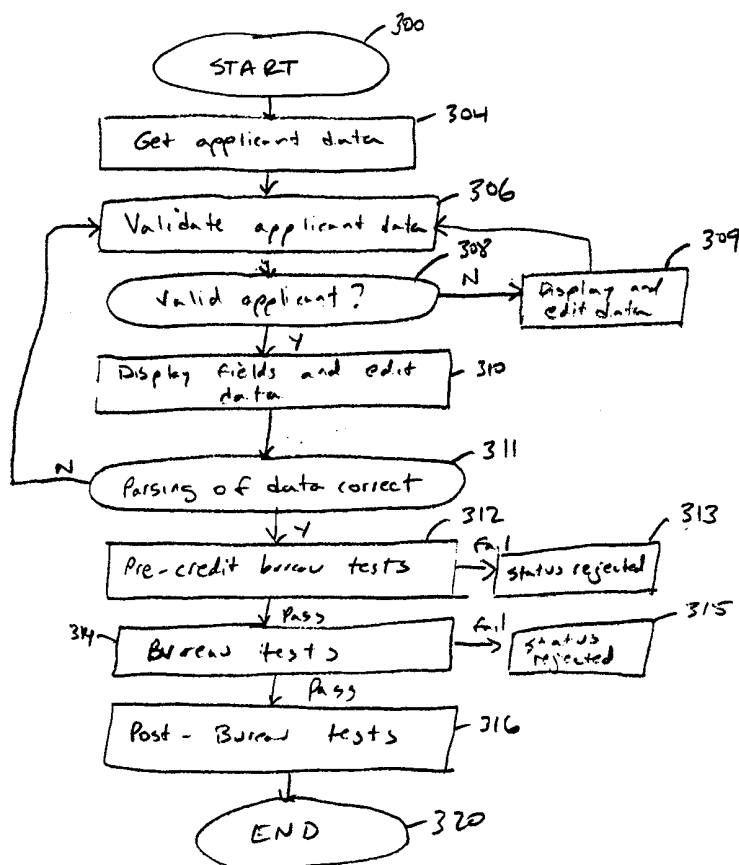 300
START
304
Get applicant data
306
Validate applicant data
308
Valid applicant?
N
309
Display and
edit data
Y
Display fields and edit
data
310
N
311
Parsing of data correct
Y
312
Pre-credit bureau tests
Fail
313
status rejected
Pass
314
Bureau tests
Fail
315
status
rejected
Pass
Post-Bureau tests
316
END
320